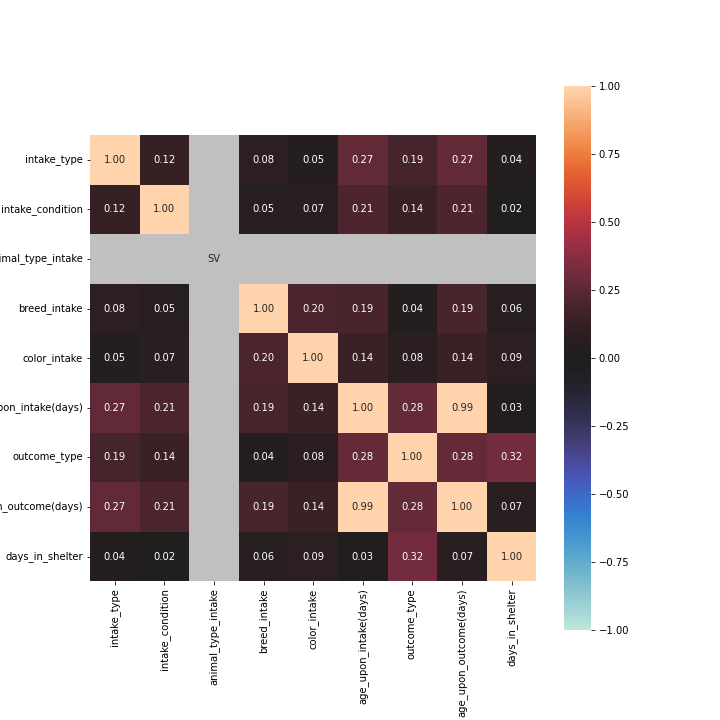 1.00
intake_type 1.00 0.12 0.08 0.05 0.27 0.19 0.27 0.04
0.75
intake_condition 0.12 1.00 0.05 0.07 0.21 0.14 0.21 0.02
0.50
imal_type_intake SV
0.25
breed_intake 0.08 0.05 1.00 0.20 0.19 0.04 0.19 0.06
color_intake 0.05 0.07 0.20 1.00 0.14 0.08 0.14 0.09
0.00
pon_intake(days) 0.27 0.21 0.19 0.14 1.00 0.28 0.99 0.03
−0.25
outcome_type 0.19 0.14 0.04 0.08 0.28 1.00 0.28 0.32
n_outcome(days) 0.27 0.21 0.19 0.14 0.99 0.28 1.00 0.07
−0.50
days_in_shelter 0.04 0.02 0.06 0.09 0.03 0.32 0.07 1.00
−0.75
−1.00
intake_type
intake_condition
animal_type_intake
breed_intake
color_intake
age_upon_intake(days)
outcome_type
age_upon_outcome(days)
days_in_shelter